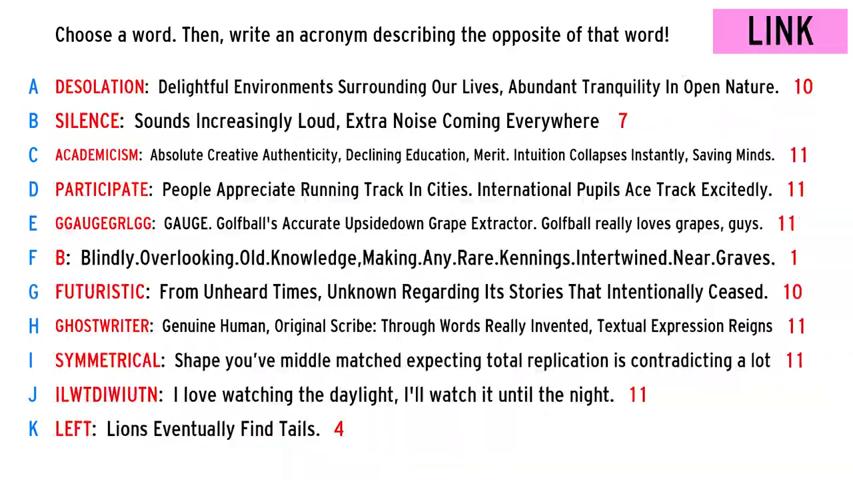 Choose a word. Then, write an acronym describing the opposite of that word!
LINK
A DESOLATION: Delightful Environments Surrounding Our Lives, Abundant Tranquility In Open Nature. 10
B SILENCE: Sounds Increasingly Loud, Extra Noise Coming Everywhere 7
C ACADEMICISM: Absolute Creative Authenticity, Declining Education, Merit. Intuition Collapses Instantly, Saving Minds. 11
D PARTICIPATE: People Appreciate Running Track In Cities. International Pupils Ace Track Excitedly. 11
E GGAUGEGRLGG: GAUGE. Golfball's Accurate Upsidedown Grape Extractor. Golfball really loves grapes, guys. 11
F B: Blindly.Overlooking.Old.Knowledge,Making.Any.Rare.Kennings.Intertwined.Near.Graves. 1
G FUTURISTIC: From Unheard Times, Unknown Regarding Its Stories That Intentionally Ceased. 10
H GHOSTWRITER: Genuine Human, Original Scribe: Through Words Really Invented, Textual Expression Reigns 11
I SYMMETRICAL: Shape you've middle matched expecting total replication is contradicting a lot 11
J ILWTDIWIUTN: I love watching the daylight, I'll watch it until the night. 11
K LEFT: Lions Eventually Find Tails. 4